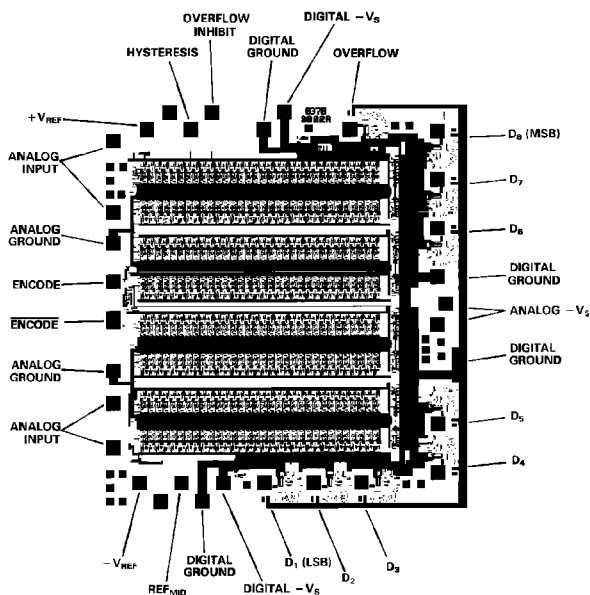 OVERFLOW
INHIBIT
DIGITAL −VS
HYSTERESIS
DIGITAL
GROUND
OVERFLOW
+VREF
D8 (MSB)
ANALOG
INPUT
D7
ANALOG
GROUND
D6
ENCODE
DIGITAL
GROUND
ANALOG −VS
ENCODE
DIGITAL
GROUND
ANALOG
GROUND
ANALOG
INPUT
D5
D4
−VREF
REFMID
DIGITAL
GROUND
DIGITAL −VS
D1 (LSB)
D2
D3